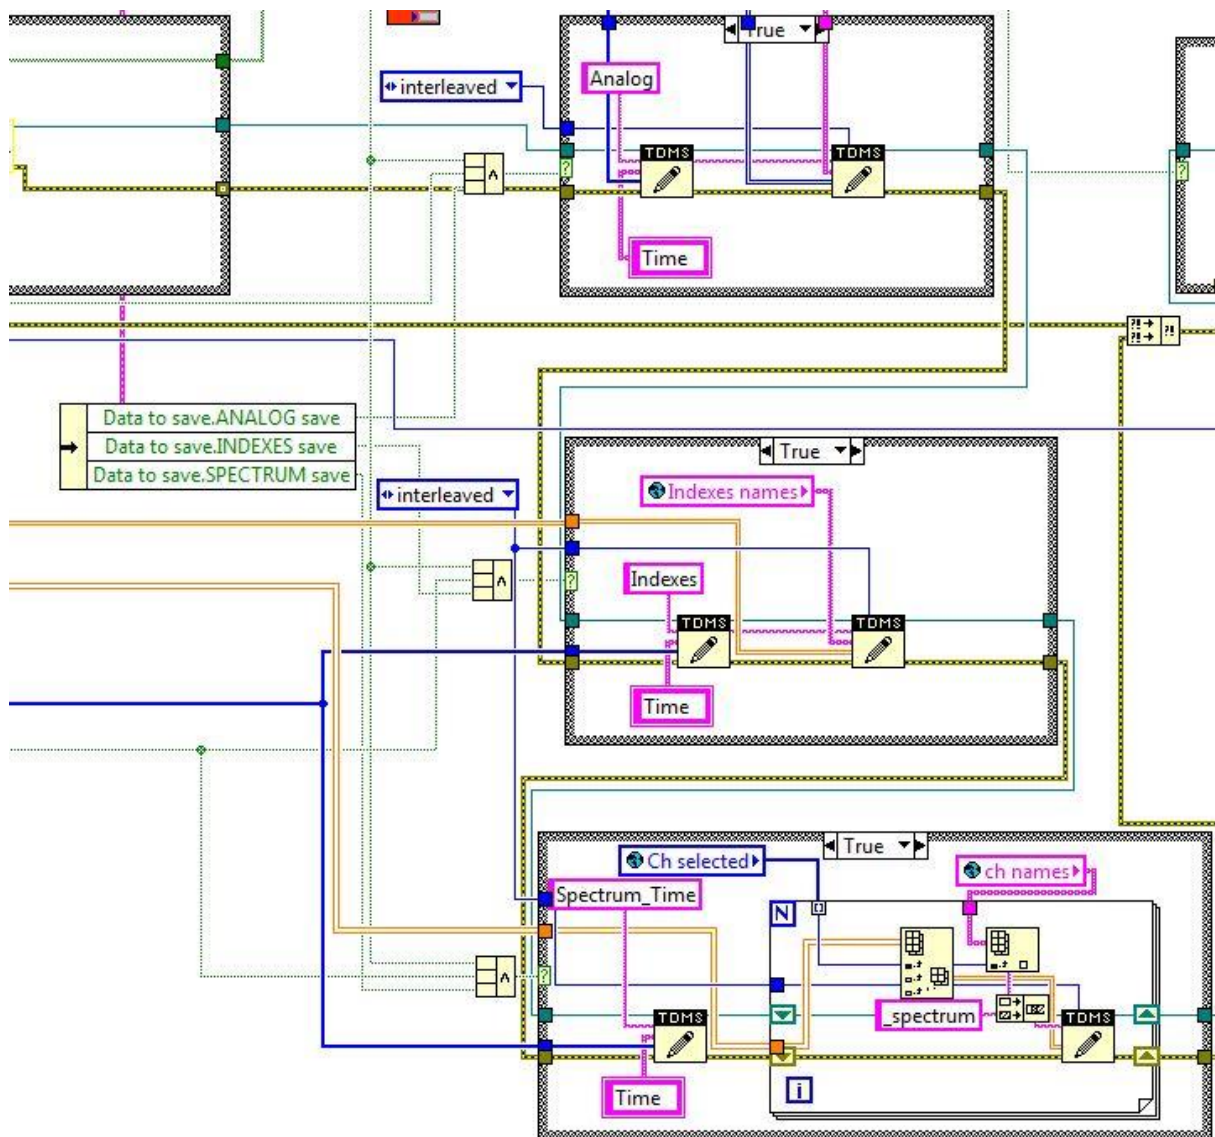 True
Analog
interleaved
TDMS
TDMS
Time
Data to save.ANALOG save
Data to save.INDEXES save
Data to save.SPECTRUM save
True
interleaved
Indexes names
Indexes
TDMS
TDMS
Time
True
Ch selected
ch names
Spectrum_Time
N
_spectrum
TDMS
TDMS
i
Time